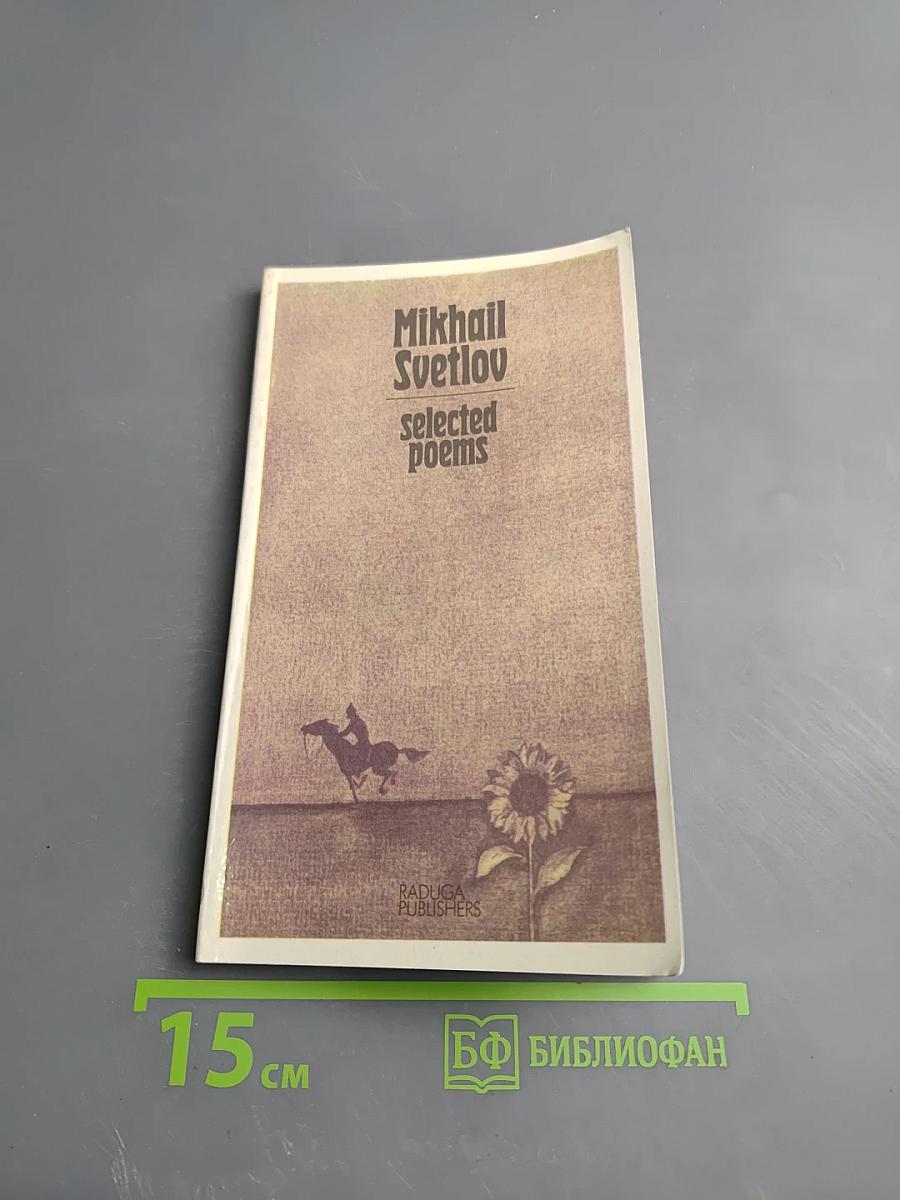 Mikhail
Svetlov
selected
poems
RADUGA
PUBLISHERS
15 см
БФ БИБЛИОФАН